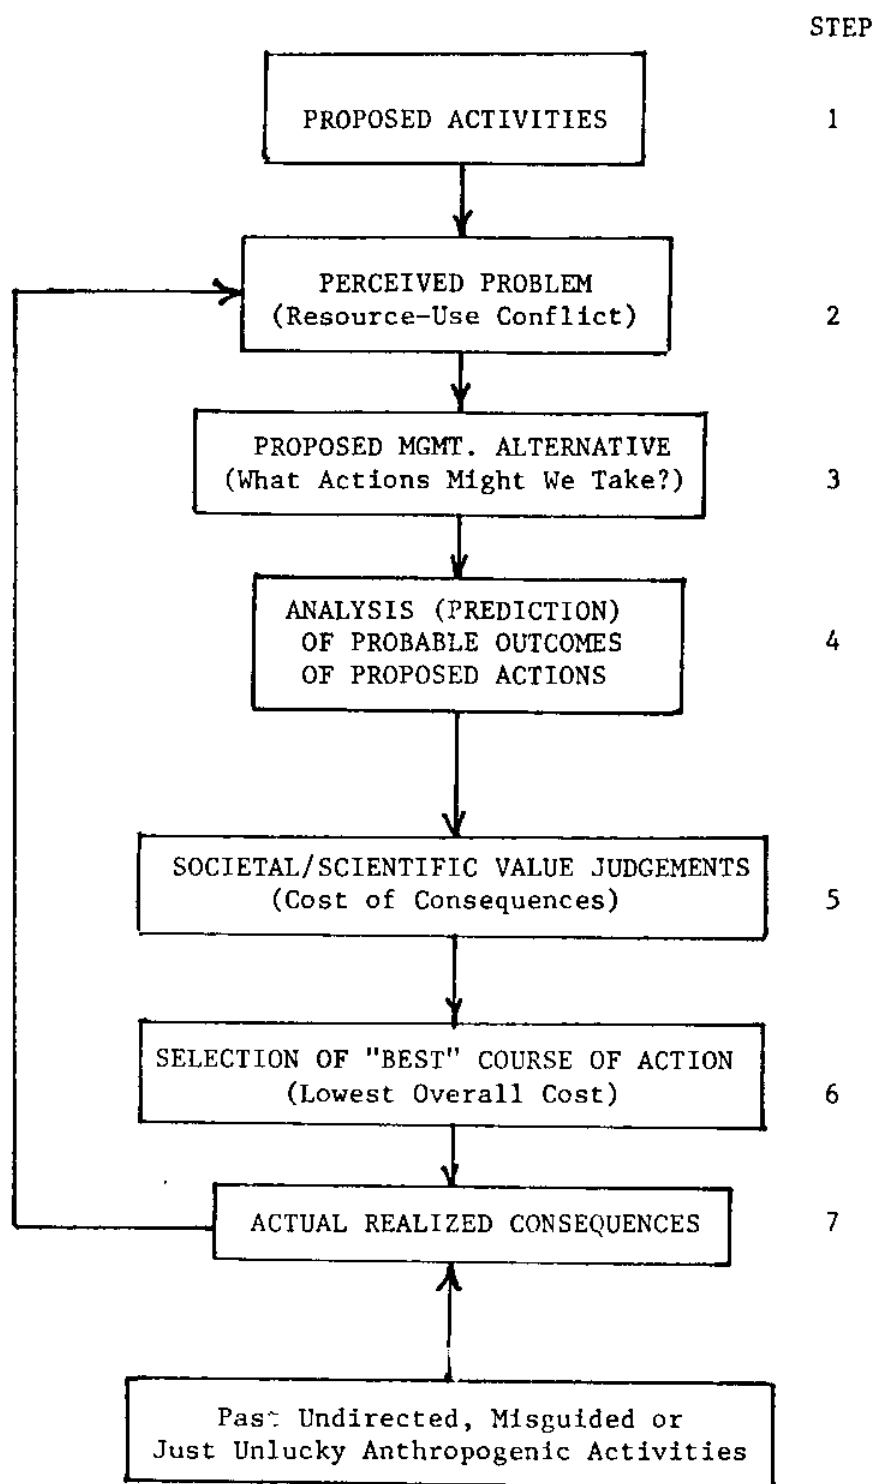 STEP
PROPOSED ACTIVITIES 1
PERCEIVED PROBLEM
(Resource-Use Conflict) 2
PROPOSED MGMT. ALTERNATIVE
(What Actions Might We Take?) 3
ANALYSIS (PREDICTION)
OF PROBABLE OUTCOMES 4
OF PROPOSED ACTIONS
SOCIETAL/SCIENTIFIC VALUE JUDGEMENTS
(Cost of Consequences) 5
SELECTION OF "BEST" COURSE OF ACTION
(Lowest Overall Cost) 6
ACTUAL REALIZED CONSEQUENCES 7
Past Undirected, Misguided or
Just Unlucky Anthropogenic Activities